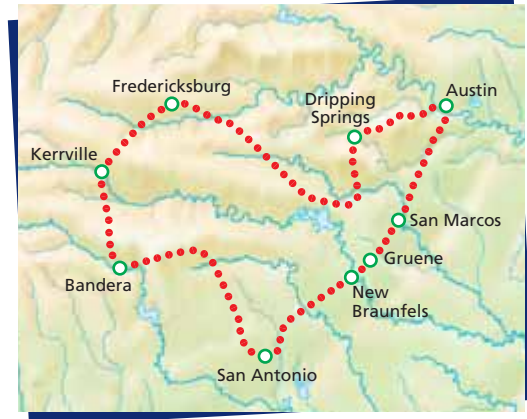 Fredericksburg
Dripping
Springs
Austin
Kerrville
San Marcos
Gruene
Bandera
New
Braunfels
San Antonio